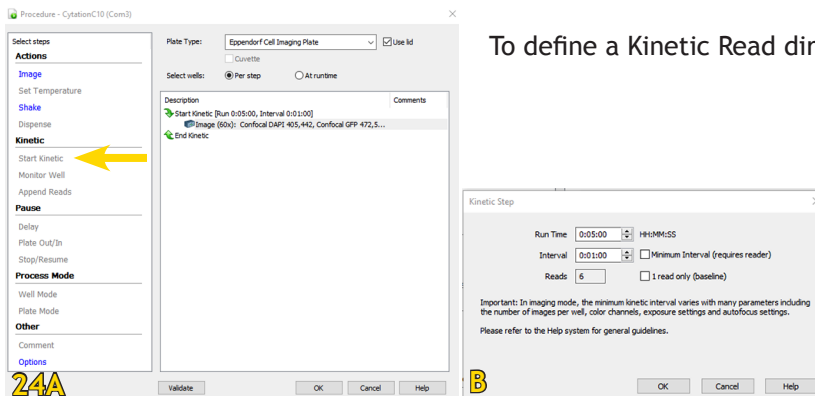 Procedure - CytationC10 (Com3)
Select steps
Actions
Image
Set Temperature
Shake
Dispense
Kinetic
Start Kinetic
Monitor Well
Append Reads
Pause
Delay
Plate Out/In
Stop/Resume
Process Mode
Well Mode
Plate Mode
Other
Comment
Options
24A
Plate Type: Eppendorf Cell Imaging Plate Use lid
Cuvette
Select wells: Per step At runtime
Description Comments
Start Kinetic [Run 0:05:00, Interval 0:01:00]
Image (60x): Confocal DAPI 405,442, Confocal GFP 472,5...
End Kinetic
Validate OK Cancel Help
To define a Kinetic Read
Kinetic Step
Run Time 0:05:00 HH:MM:SS
Interval 0:01:00 Minimum Interval (requires reader)
Reads 6 1 read only (baseline)
Important: In imaging mode, the minimum kinetic interval varies with many parameters including
the number of images per well, color channels, exposure settings and autofocus settings.
Please refer to the Help system for general guidelines.
B
OK Cancel Help